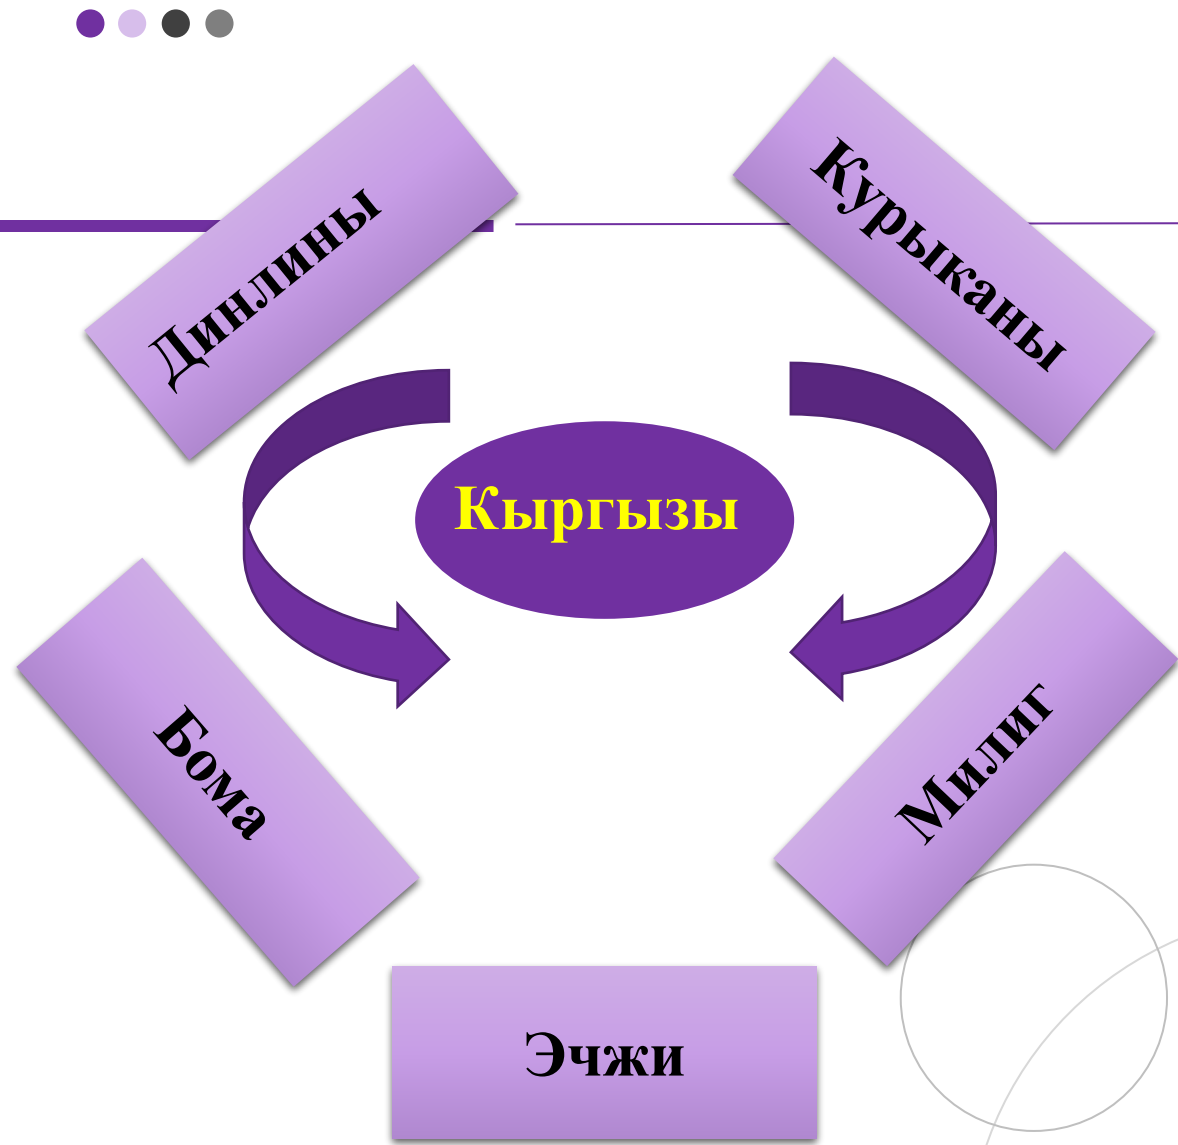 Динлины
Курыканы
Кыргызы
Бома
Милиг
Эчжи